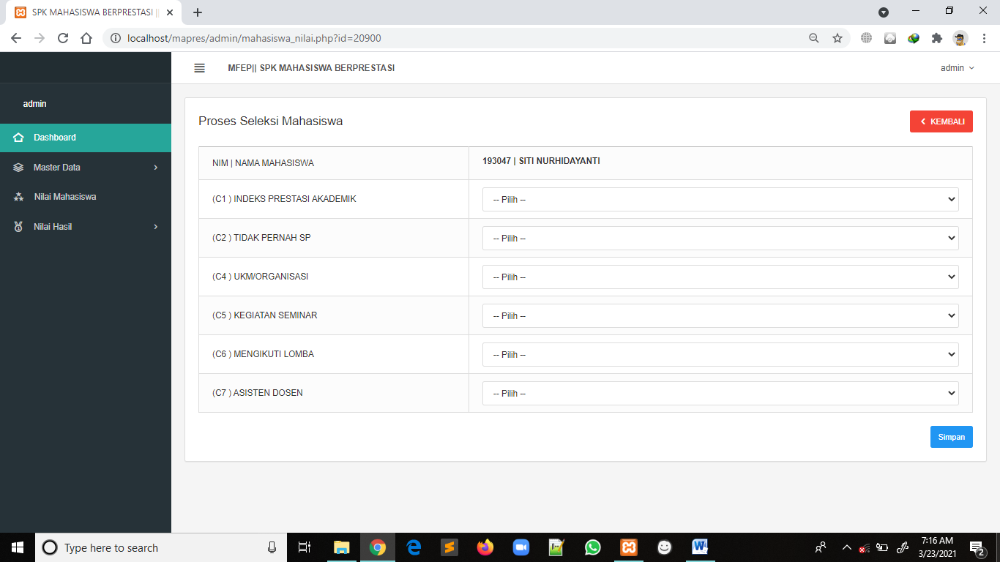 SPK MAHASISWA BERPRESTASI ||
localhost/mapres/admin/mahasiswa_nilai.php?id=20900
MFEP|| SPK MAHASISWA BERPRESTASI
admin
admin
Dashboard
Master Data
Nilai Mahasiswa
Nilai Hasil
Proses Seleksi Mahasiswa
KEMBALI
NIM | NAMA MAHASISWA 193047 | SITI NURHIDAYANTI
(C1 ) INDEKS PRESTASI AKADEMIK -- Pilih --
(C2 ) TIDAK PERNAH SP -- Pilih --
(C4 ) UKM/ORGANISASI -- Pilih --
(C5 ) KEGIATAN SEMINAR -- Pilih --
(C6 ) MENGIKUTI LOMBA -- Pilih --
(C7 ) ASISTEN DOSEN -- Pilih --
Simpan
Type here to search
7:16 AM
3/23/2021
2